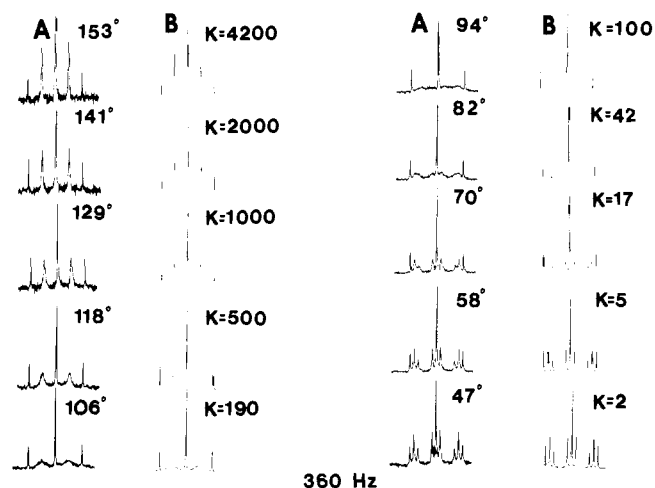 A B A B
153° K=4200 94° K=100
141° K=2000 82° K=42
129° K=1000 70° K=17
118° K=500 58° K=5
106° K=190 47° K=2
360 Hz